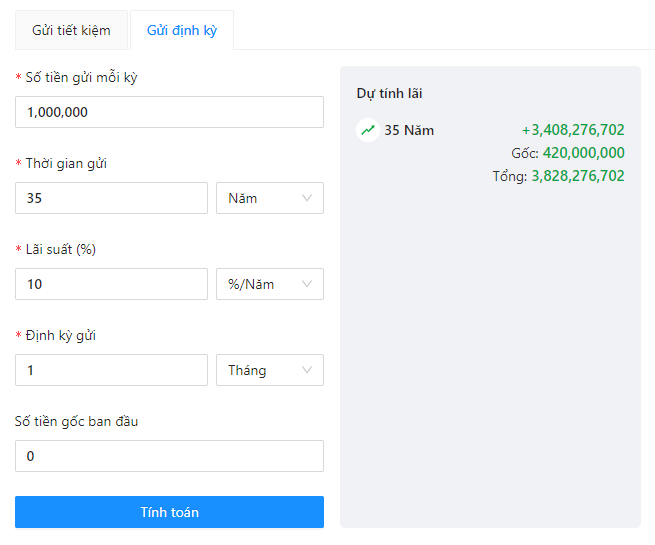 Gửi tiết kiệm
Gửi định kỳ
* Số tiền gửi mỗi kỳ
1,000,000
* Thời gian gửi
35
Năm
* Lãi suất (%)
10
%/Năm
* Định kỳ gửi
1
Tháng
Số tiền gốc ban đầu
0
Tính toán
Dự tính lãi
35 Năm
+3,408,276,702
Gốc: 420,000,000
Tổng: 3,828,276,702